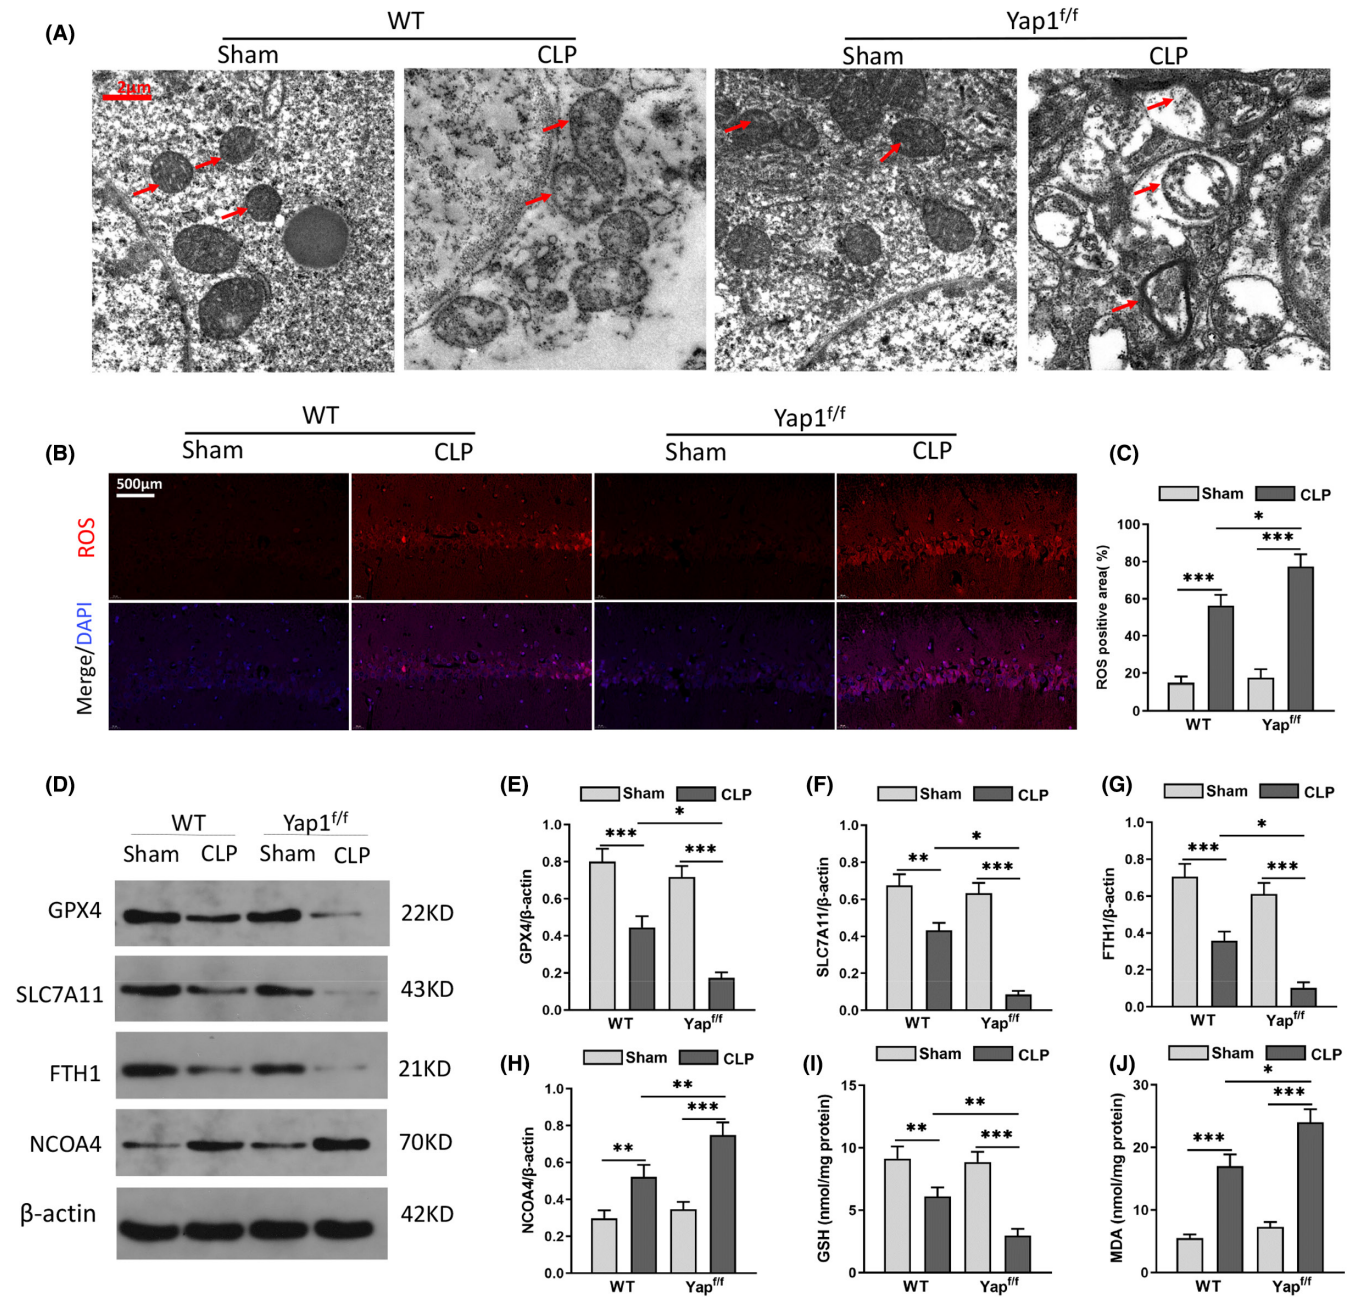 (A)
WT
Yap1f/f
Sham
CLP
Sham
CLP
2μm
WT
Yap1f/f
(B)
Sham
CLP
Sham
CLP
(C)
500μm
ROS
Merge/DAPI
Sham
CLP
ROS positive area( %)
100
80
60
40
20
0
***
***
*
WT
Yapf/f
(D)
WT
Yap1f/f
Sham
CLP
Sham
CLP
GPX4
22KD
SLC7A11
43KD
FTH1
21KD
NCOA4
70KD
β-actin
42KD
(E)
Sham
CLP
GPX4/β-actin
1.0
0.8
0.6
0.4
0.2
0.0
***
***
*
WT
Yapf/f
(F)
Sham
CLP
SLC7A11/β-actin
1.0
0.8
0.6
0.4
0.2
0.0
**
***
*
WT
Yapf/f
(G)
Sham
CLP
FTH1/β-actin
1.0
0.8
0.6
0.4
0.2
0.0
***
***
*
WT
Yapf/f
(H)
Sham
CLP
NCOA4/β-actin
1.0
0.8
0.6
0.4
0.2
0.0
**
***
**
WT
Yapf/f
(I)
Sham
CLP
GSH (nmol/mg protein)
15
10
5
0
**
***
**
WT
Yapf/f
(J)
Sham
CLP
MDA (nmol/mg protein)
30
20
10
0
***
***
*
WT
Yapf/f